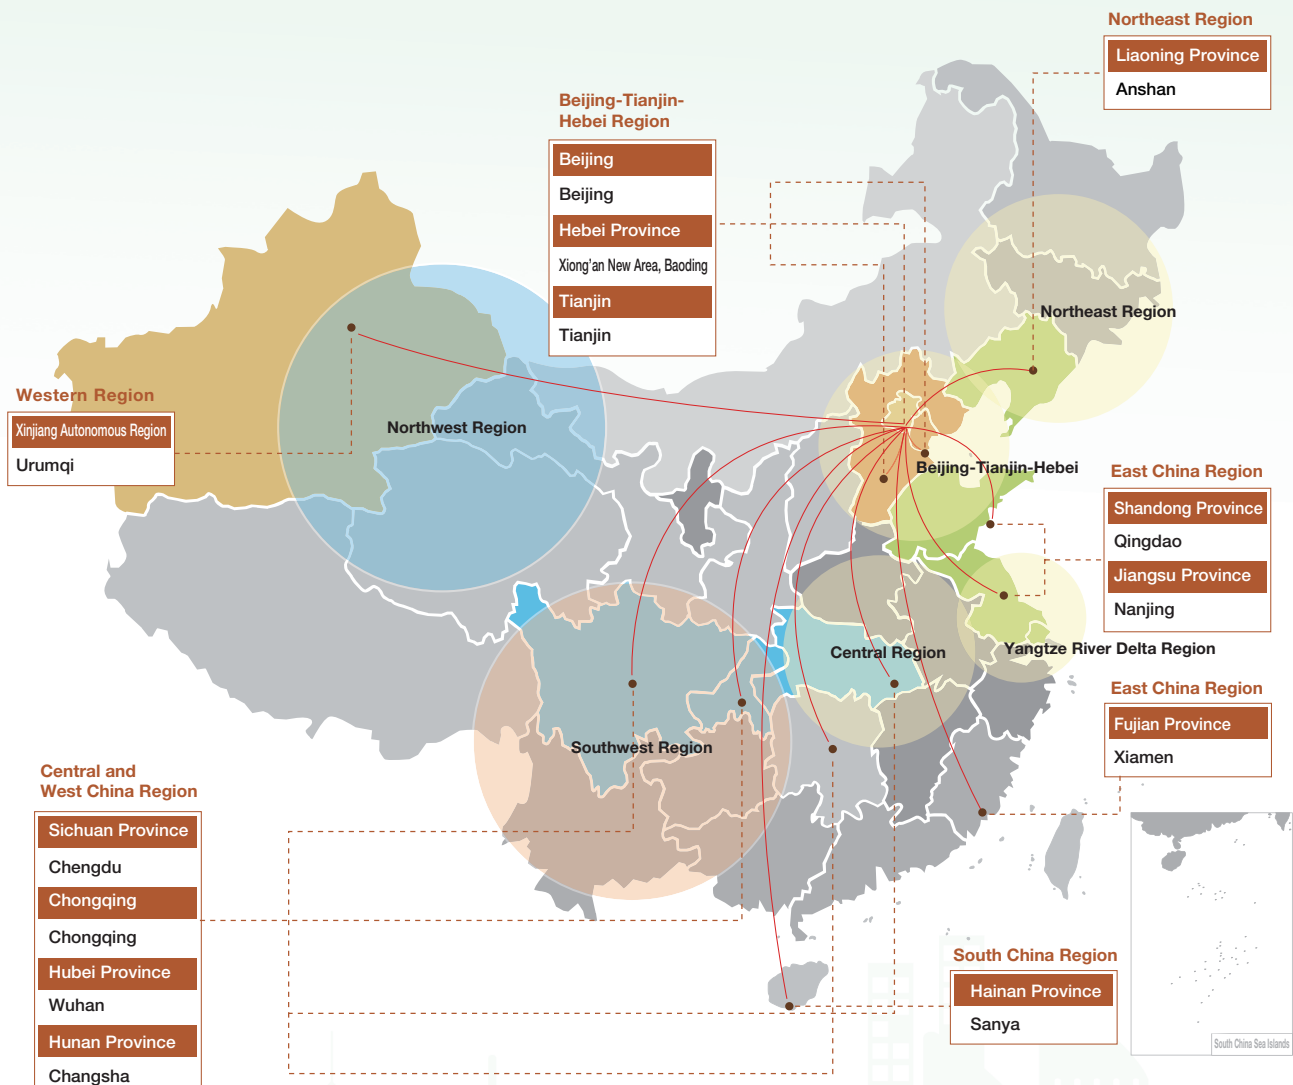 Northeast Region
Liaoning Province
Anshan
Beijing-Tianjin-
Hebei Region
Beijing
Beijing
Hebei Province
Xiong'an New Area, Baoding
Tianjin
Tianjin
Northeast Region
Western Region
Xinjiang Autonomous Region
Urumqi
Northwest Region
Beijing-Tianjin-Hebei
East China Region
Shandong Province
Qingdao
Jiangsu Province
Nanjing
Central Region
Yangtze River Delta Region
East China Region
Fujian Province
Xiamen
Southwest Region
Central and
West China Region
Sichuan Province
Chengdu
Chongqing
Chongqing
Hubei Province
Wuhan
Hunan Province
Changsha
South China Region
Hainan Province
Sanya
South China Sea Islands